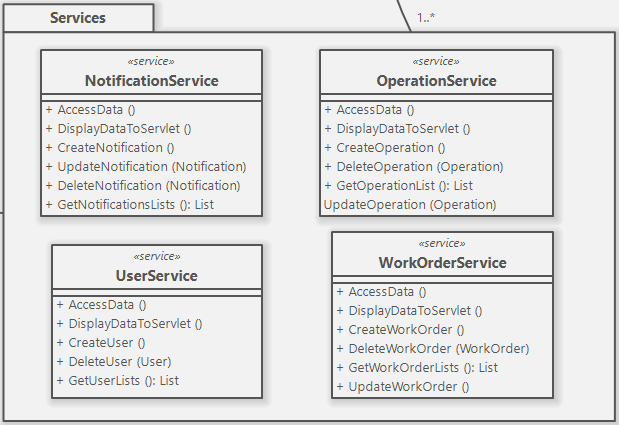 Services
1..*
«service»
NotificationService
+ AccessData ()
+ DisplayDataToServlet ()
+ CreateNotification ()
+ UpdateNotification (Notification)
+ DeleteNotification (Notification)
+ GetNotificationsLists (): List
«service»
OperationService
+ AccessData ()
+ DisplayDataToServlet ()
+ CreateOperation ()
+ DeleteOperation (Operation)
+ GetOperationList (): List
UpdateOperation (Operation)
«service»
UserService
+ AccessData ()
+ DisplayDataToServlet ()
+ CreateUser ()
+ DeleteUser (User)
+ GetUserLists (): List
«service»
WorkOrderService
+ AccessData ()
+ DisplayDataToServlet ()
+ CreateWorkOrder ()
+ DeleteWorkOrder (WorkOrder)
+ GetWorkOrderLists (): List
+ UpdateWorkOrder ()